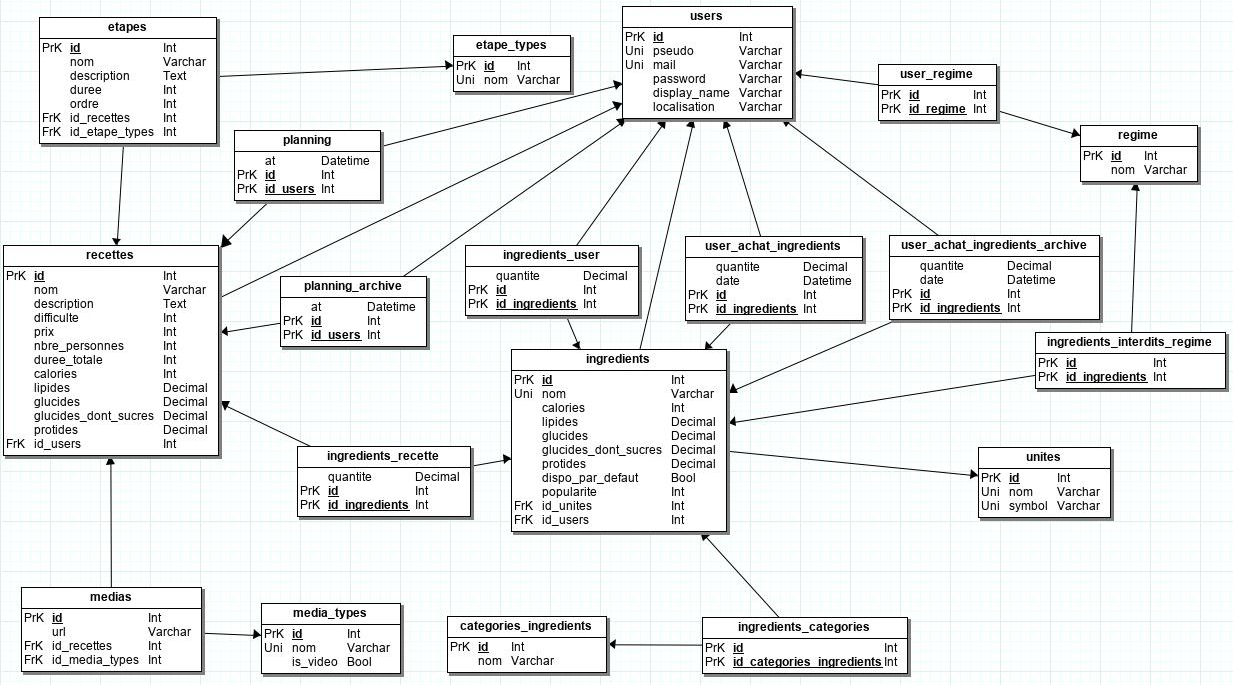 etapes
PrK id Int
nom Varchar
description Text
duree Int
ordre Int
FrK id_recettes Int
FrK id_etape_types Int
etape_types
PrK id Int
Uni nom Varchar
users
PrK id Int
Uni pseudo Varchar
Uni mail Varchar
password Varchar
display_name Varchar
localisation Varchar
user_regime
PrK id Int
PrK id_regime Int
regime
PrK id Int
nom Varchar
planning
at Datetime
PrK id Int
PrK id_users Int
recettes
PrK id Int
nom Varchar
description Text
difficulte Int
prix Int
nbre_personnes Int
duree_totale Int
calories Int
lipides Decimal
glucides Decimal
glucides_dont_sucres Decimal
protides Decimal
FrK id_users Int
planning_archive
at Datetime
PrK id Int
PrK id_users Int
ingredients_user
quantite Decimal
PrK id Int
PrK id_ingredients Int
user_achat_ingredients
quantite Decimal
date Datetime
PrK id Int
PrK id_ingredients Int
user_achat_ingredients_archive
quantite Decimal
date Datetime
PrK id Int
PrK id_ingredients Int
ingredients_interdits_regime
PrK id Int
PrK id_ingredients Int
ingredients
PrK id Int
Uni nom Varchar
calories Int
lipides Decimal
glucides Decimal
glucides_dont_sucres Decimal
protides Decimal
dispo_par_defaut Bool
popularite Int
FrK id_unites Int
FrK id_users Int
ingredients_recette
quantite Decimal
PrK id Int
PrK id_ingredients Int
unites
PrK id Int
Uni nom Varchar
Uni symbol Varchar
medias
PrK id Int
url Varchar
FrK id_recettes Int
FrK id_media_types Int
media_types
PrK id Int
Uni nom Varchar
is_video Bool
categories_ingredients
PrK id Int
nom Varchar
ingredients_categories
PrK id Int
PrK id_categories_ingredients Int